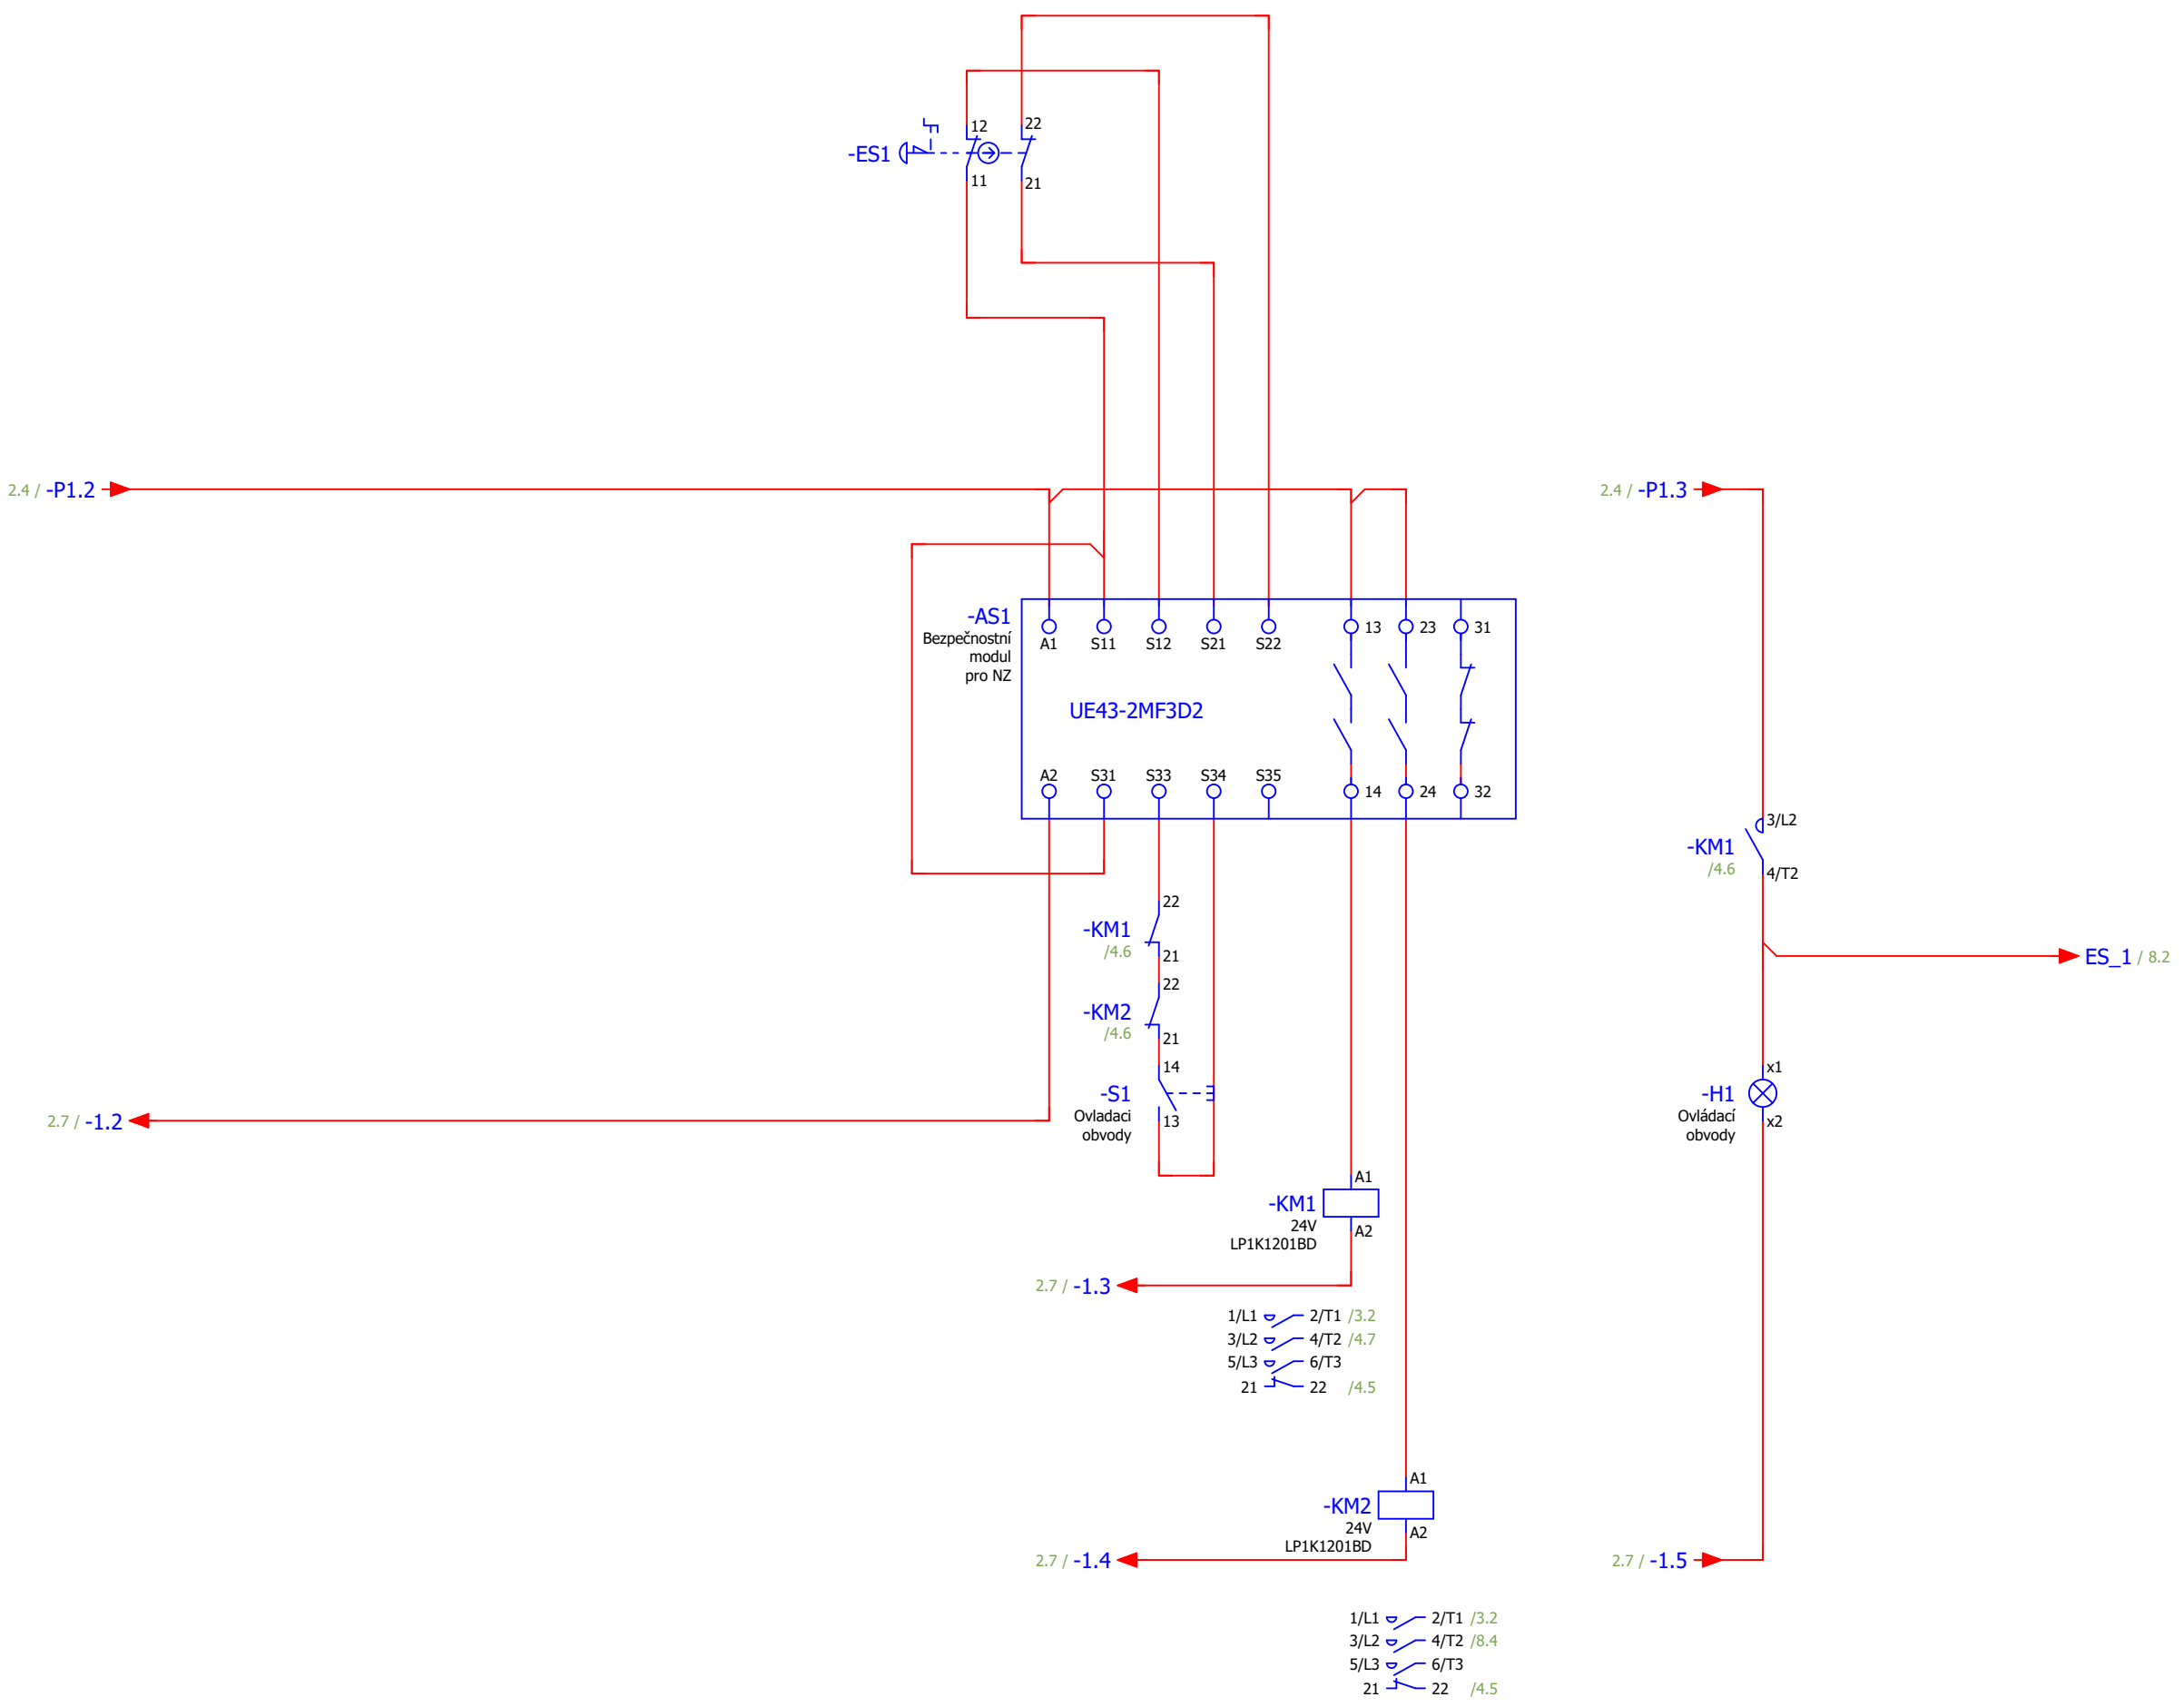 12
22
-ES1
11
21
2.4 / -P1.2
2.4 / -P1.3
-AS1
Bezpečnostní
modul
pro NZ
A1
S11
S12
S21
S22
13
23
31
UE43-2MF3D2
A2
S31
S33
S34
S35
14
24
32
3/L2
-KM1
/4.6
4/T2
22
-KM1
/4.6
21
ES_1 / 8.2
22
-KM2
/4.6
21
14
-S1
Ovladaci
obvody
13
x1
-H1
Ovládací
obvody
x2
2.7 / -1.2
A1
-KM1
24V
LP1K1201BD
A2
2.7 / -1.3
1/L1 2/T1 /3.2
3/L2 4/T2 /4.7
5/L3 6/T3
21 22 /4.5
A1
-KM2
24V
LP1K1201BD
A2
2.7 / -1.4
2.7 / -1.5
1/L1 2/T1 /3.2
3/L2 4/T2 /8.4
5/L3 6/T3
21 22 /4.5